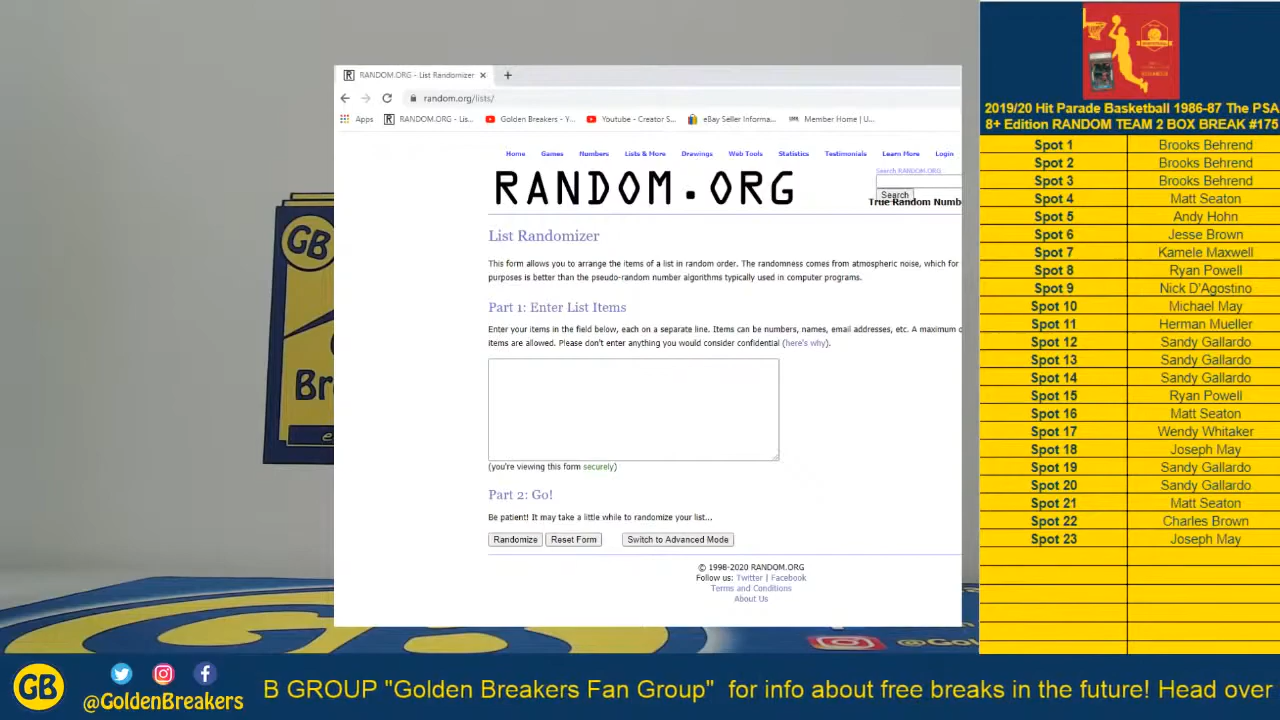 RANDOM.ORG - List Randomizer
random.org/lists/
Apps
RANDOM.ORG - Lis...
Golden Breakers - Y...
Youtube - Creator S...
eBay Seller Informa...
Member Home | U...
Home Games Numbers Lists & More Drawings Web Tools Statistics Testimonials Learn More Login
RANDOM.ORG
Search RANDOM.ORG
Search
True Random Numb
List Randomizer
This form allows you to arrange the items of a list in random order. The randomness comes from atmospheric noise, which for
purposes is better than the pseudo-random number algorithms typically used in computer programs.
Part 1: Enter List Items
Enter your items in the field below, each on a separate line. Items can be numbers, names, email addresses, etc. A maximum o
items are allowed. Please don't enter anything you would consider confidential (here's why).
(you're viewing this form securely)
Part 2: Go!
Be patient! It may take a little while to randomize your list...
Randomize Reset Form Switch to Advanced Mode
© 1998-2020 RANDOM.ORG
Follow us: Twitter | Facebook
Terms and Conditions
About Us
GB
Br
2019/20 Hit Parade Basketball 1986-87 The PSA
8+ Edition RANDOM TEAM 2 BOX BREAK #175
Spot 1 Brooks Behrend
Spot 2 Brooks Behrend
Spot 3 Brooks Behrend
Spot 4 Matt Seaton
Spot 5 Andy Hohn
Spot 6 Jesse Brown
Spot 7 Kamele Maxwell
Spot 8 Ryan Powell
Spot 9 Nick D'Agostino
Spot 10 Michael May
Spot 11 Herman Mueller
Spot 12 Sandy Gallardo
Spot 13 Sandy Gallardo
Spot 14 Sandy Gallardo
Spot 15 Ryan Powell
Spot 16 Matt Seaton
Spot 17 Wendy Whitaker
Spot 18 Joseph May
Spot 19 Sandy Gallardo
Spot 20 Sandy Gallardo
Spot 21 Matt Seaton
Spot 22 Charles Brown
Spot 23 Joseph May
@Gol
GB
@GoldenBreakers
B GROUP "Golden Breakers Fan Group" for info about free breaks in the future! Head over